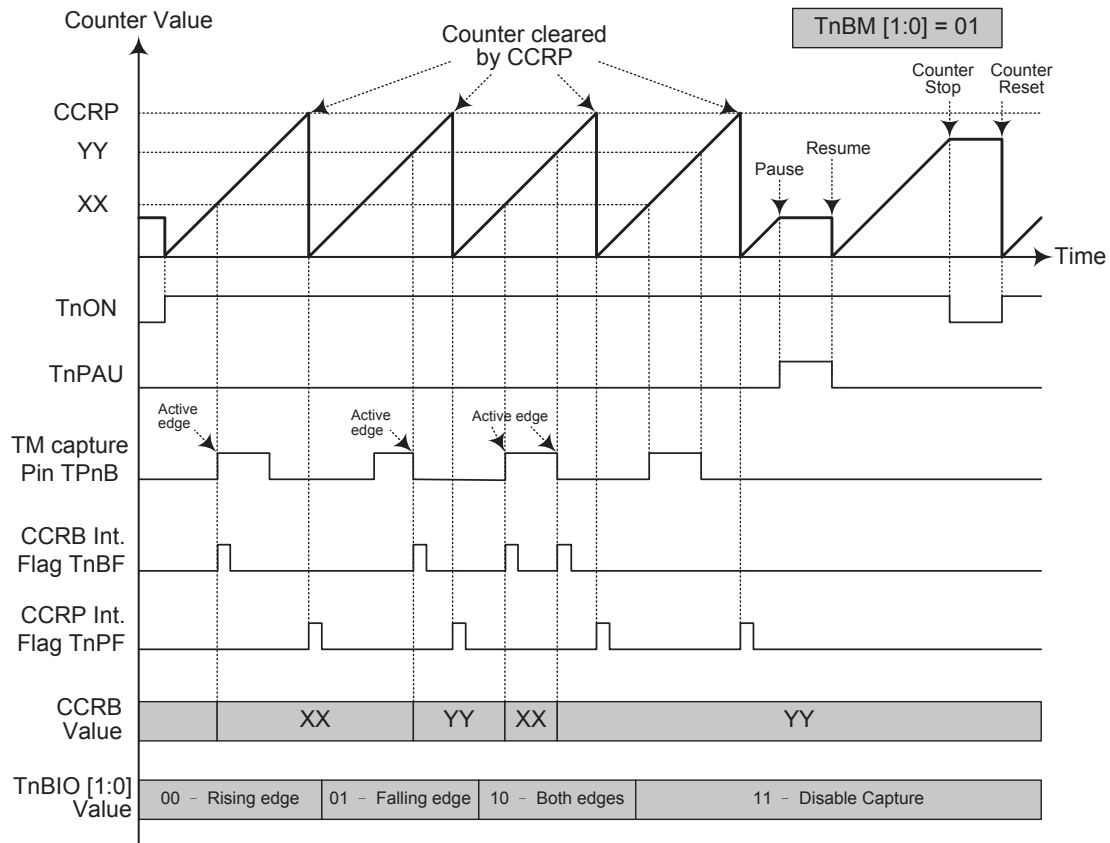 Counter Value
TnBM [1:0] = 01
Counter cleared
by CCRP
Counter
Stop
Counter
Reset
CCRP
YY
Resume
Pause
XX
Time
TnON
TnPAU
Active
edge
Active
edge
Active edge
TM capture
Pin TPnB
CCRB Int.
Flag TnBF
CCRP Int.
Flag TnPF
CCRB
Value
XX
YY
XX
YY
TnBIO [1:0]
Value
00 – Rising edge
01 – Falling edge
10 – Both edges
11 – Disable Capture